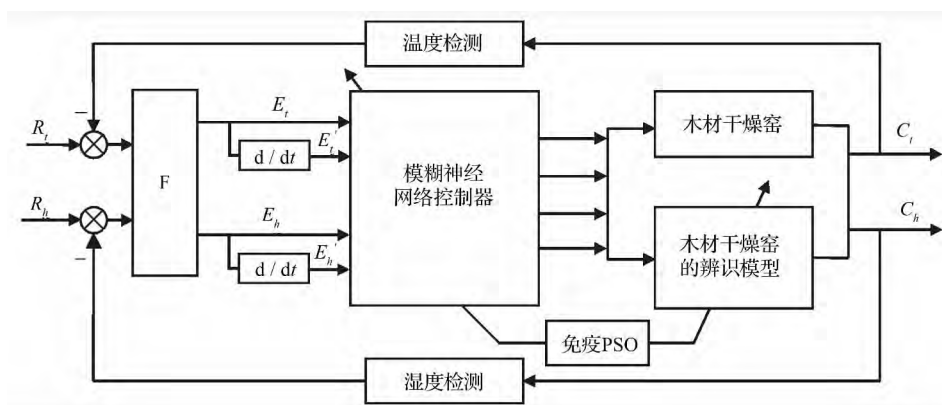 温度检测
−
R_t
F
E_t
d / dt
E_t′
模糊神经
网络控制器
木材干燥窑
C_t
R_h
−
E_h
d / dt
E_h′
木材干燥窑
的辨识模型
C_h
免疫PSO
湿度检测